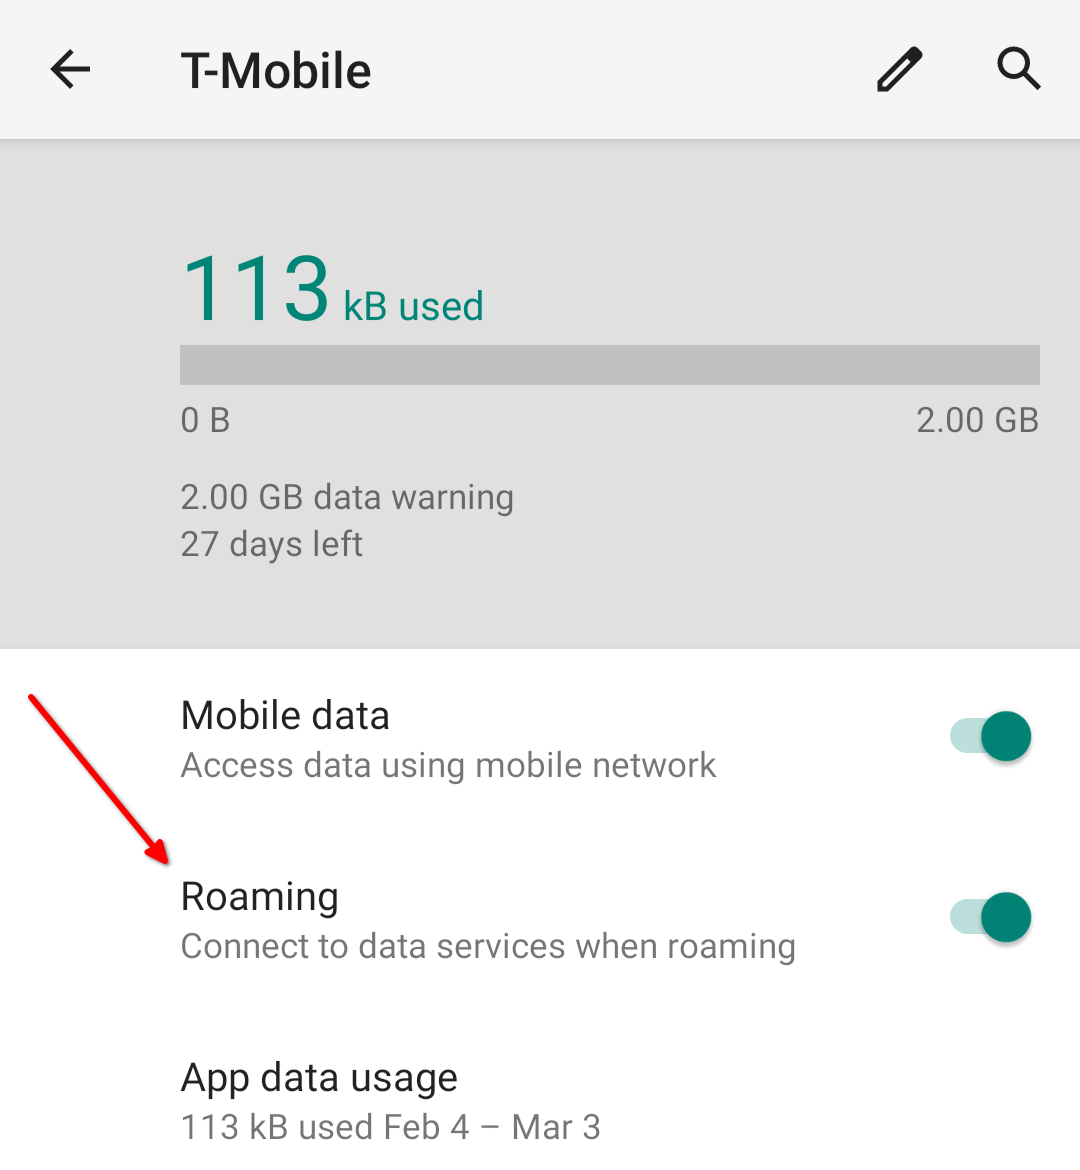 T-Mobile
113 kB used
0 B 2.00 GB
2.00 GB data warning
27 days left
Mobile data
Access data using mobile network
Roaming
Connect to data services when roaming
App data usage
113 kB used Feb 4 – Mar 3